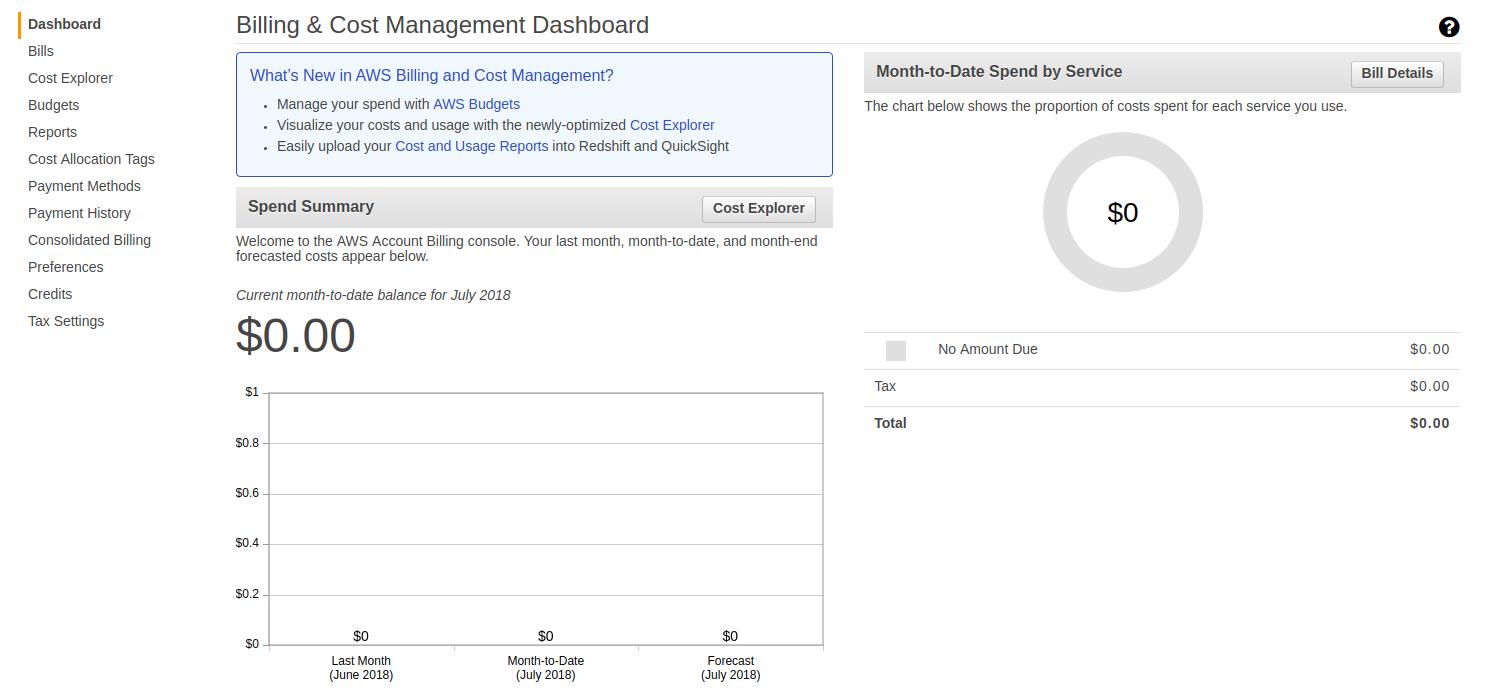 Dashboard
Bills
Cost Explorer
Budgets
Reports
Cost Allocation Tags
Payment Methods
Payment History
Consolidated Billing
Preferences
Credits
Tax Settings
Billing & Cost Management Dashboard
?
What’s New in AWS Billing and Cost Management?
• Manage your spend with AWS Budgets
• Visualize your costs and usage with the newly-optimized Cost Explorer
• Easily upload your Cost and Usage Reports into Redshift and QuickSight
Spend Summary
Cost Explorer
Welcome to the AWS Account Billing console. Your last month, month-to-date, and month-end
forecasted costs appear below.
Current month-to-date balance for July 2018
$0.00
$1
$0.8
$0.6
$0.4
$0.2
$0
$0 $0 $0
Last Month Month-to-Date Forecast
(June 2018) (July 2018) (July 2018)
Month-to-Date Spend by Service
Bill Details
The chart below shows the proportion of costs spent for each service you use.
$0
No Amount Due $0.00
Tax $0.00
Total $0.00